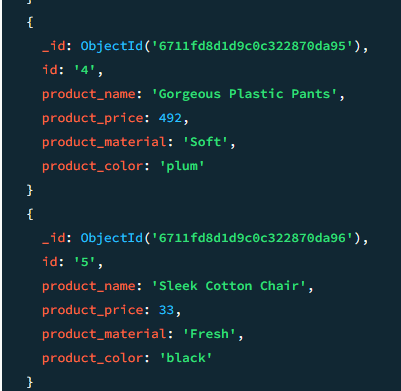 }
{
_id: ObjectId('6711fd8d1d9c0c322870da95'),
id: '4',
product_name: 'Gorgeous Plastic Pants',
product_price: 492,
product_material: 'Soft',
product_color: 'plum'
}
{
_id: ObjectId('6711fd8d1d9c0c322870da96'),
id: '5',
product_name: 'Sleek Cotton Chair',
product_price: 33,
product_material: 'Fresh',
product_color: 'black'
}